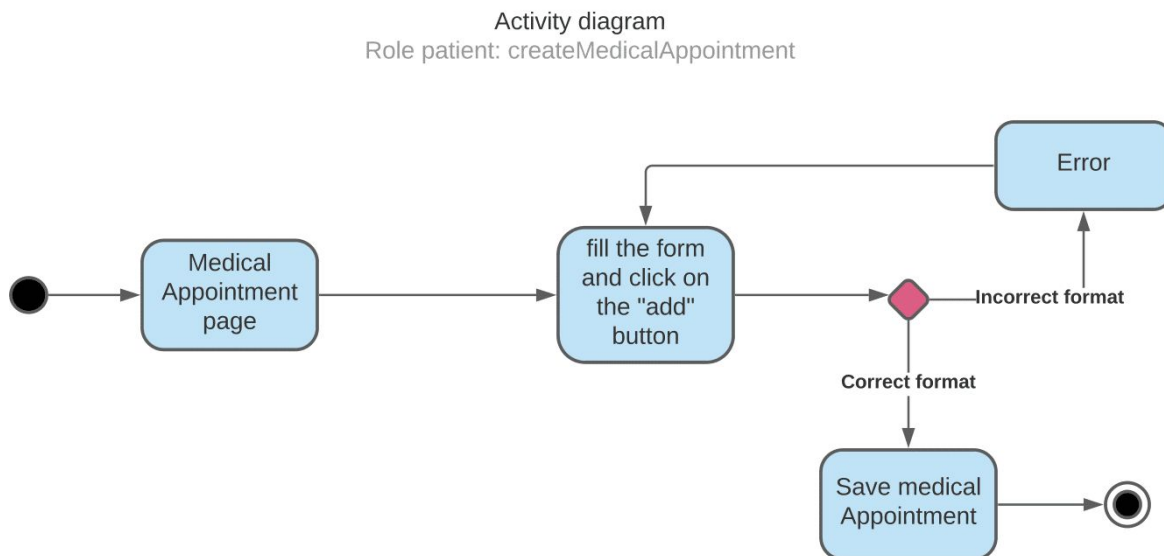 Activity diagram
Role patient: createMedicalAppointment
Error
Medical
Appointment
page
fill the form
and click on
the "add"
button
Incorrect format
Correct format
Save medical
Appointment